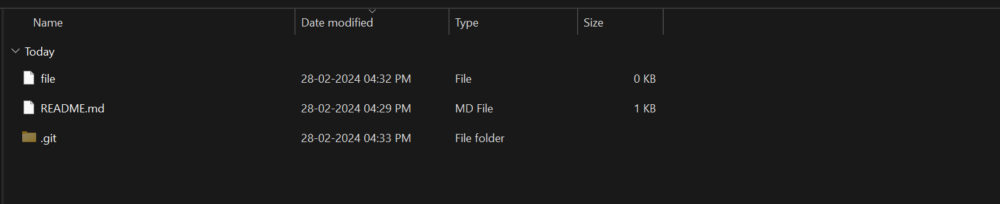 Name Date modified Type Size
Today
file 28-02-2024 04:32 PM File 0 KB
README.md 28-02-2024 04:29 PM MD File 1 KB
.git 28-02-2024 04:33 PM File folder